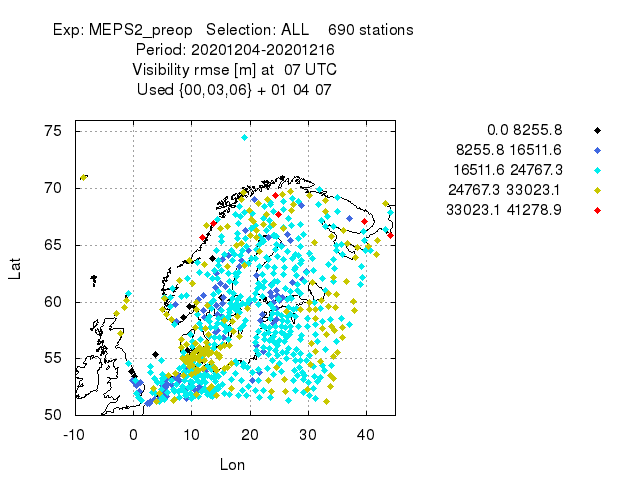 Exp: MEPS2_preop   Selection: ALL    690 stations
Period: 20201204-20201216
Visibility rmse [m] at  07 UTC
Used {00,03,06} + 01 04 07
0.0 8255.8
8255.8 16511.6
16511.6 24767.3
24767.3 33023.1
33023.1 41278.9
75
70
65
60
55
50
Lat
-10 0 10 20 30 40
Lon